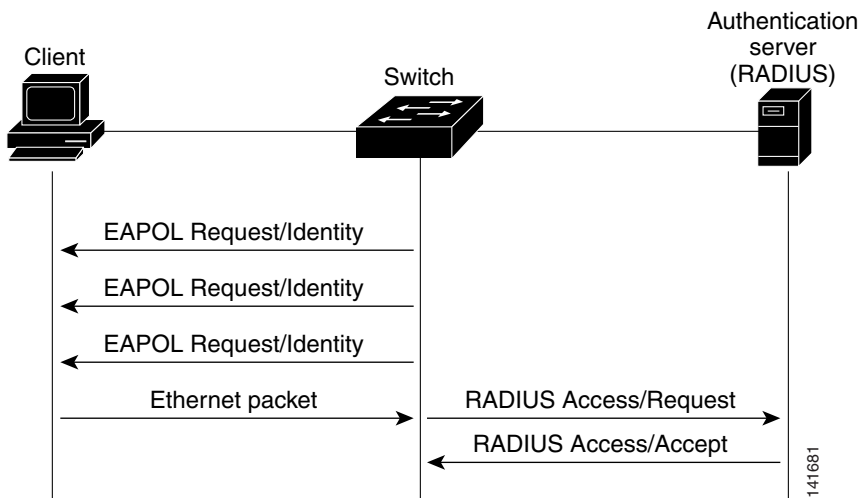 Client
Switch
Authentication
server
(RADIUS)
EAPOL Request/Identity
EAPOL Request/Identity
EAPOL Request/Identity
Ethernet packet
RADIUS Access/Request
RADIUS Access/Accept
141681